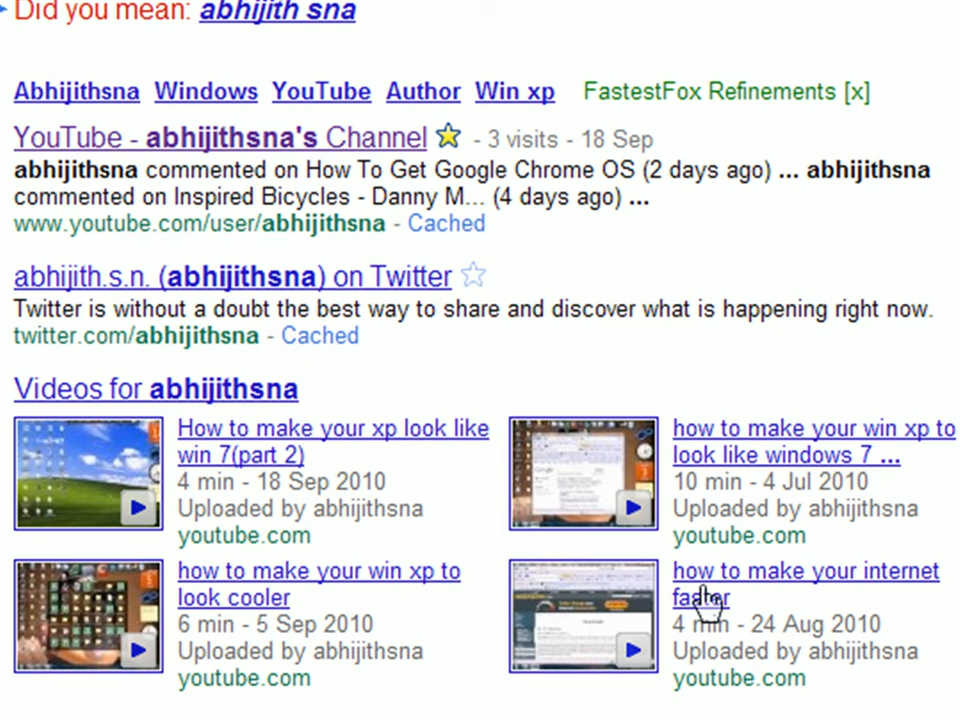 Did you mean: abhijith sna
Abhijithsna Windows YouTube Author Win xp FastestFox Refinements [x]
YouTube - abhijithsna's Channel - 3 visits - 18 Sep
abhijithsna commented on How To Get Google Chrome OS (2 days ago) ... abhijithsna
commented on Inspired Bicycles - Danny M... (4 days ago) ...
www.youtube.com/user/abhijithsna - Cached
abhijith.s.n. (abhijithsna) on Twitter
Twitter is without a doubt the best way to share and discover what is happening right now.
twitter.com/abhijithsna - Cached
Videos for abhijithsna
How to make your xp look like
win 7(part 2)
4 min - 18 Sep 2010
Uploaded by abhijithsna
youtube.com
how to make your win xp to
look like windows 7 ...
10 min - 4 Jul 2010
Uploaded by abhijithsna
youtube.com
how to make your win xp to
look cooler
6 min - 5 Sep 2010
Uploaded by abhijithsna
youtube.com
how to make your internet
faster
4 min - 24 Aug 2010
Uploaded by abhijithsna
youtube.com